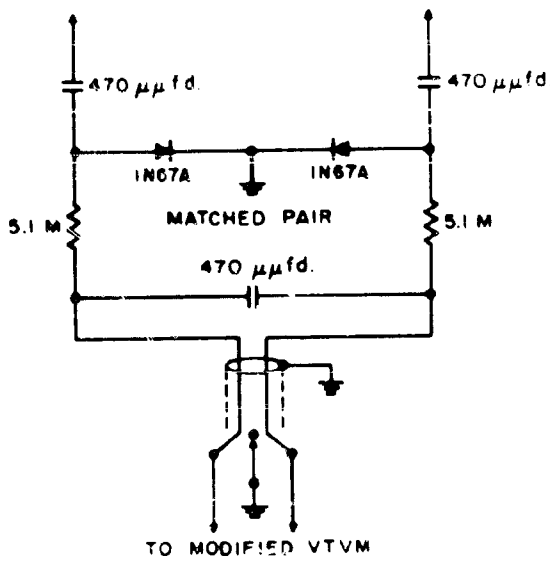 470 μμfd.
470 μμfd
1N67A
1N67A
MATCHED PAIR
5.1 M
5.1 M
470 μμfd.
TO MODIFIED VTVM